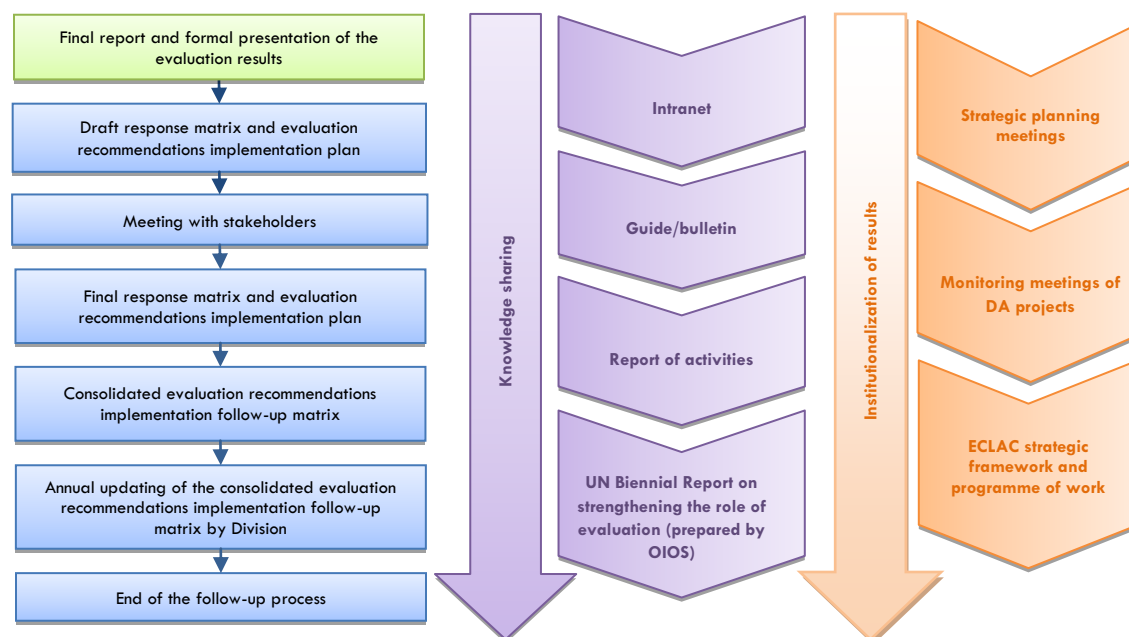 Final report and formal presentation of the
evaluation results
Draft response matrix and evaluation
recommendations implementation plan
Meeting with stakeholders
Final response matrix and evaluation
recommendations implementation plan
Consolidated evaluation recommendations
implementation follow-up matrix
Annual updating of the consolidated evaluation
recommendations implementation follow-up
matrix by Division
End of the follow-up process
Knowledge sharing
Intranet
Guide/bulletin
Report of activities
UN Biennial Report on
strengthening the role of
evaluation (prepared by
OIOS)
Institutionalization of results
Strategic planning
meetings
Monitoring meetings of
DA projects
ECLAC strategic
framework and
programme of work